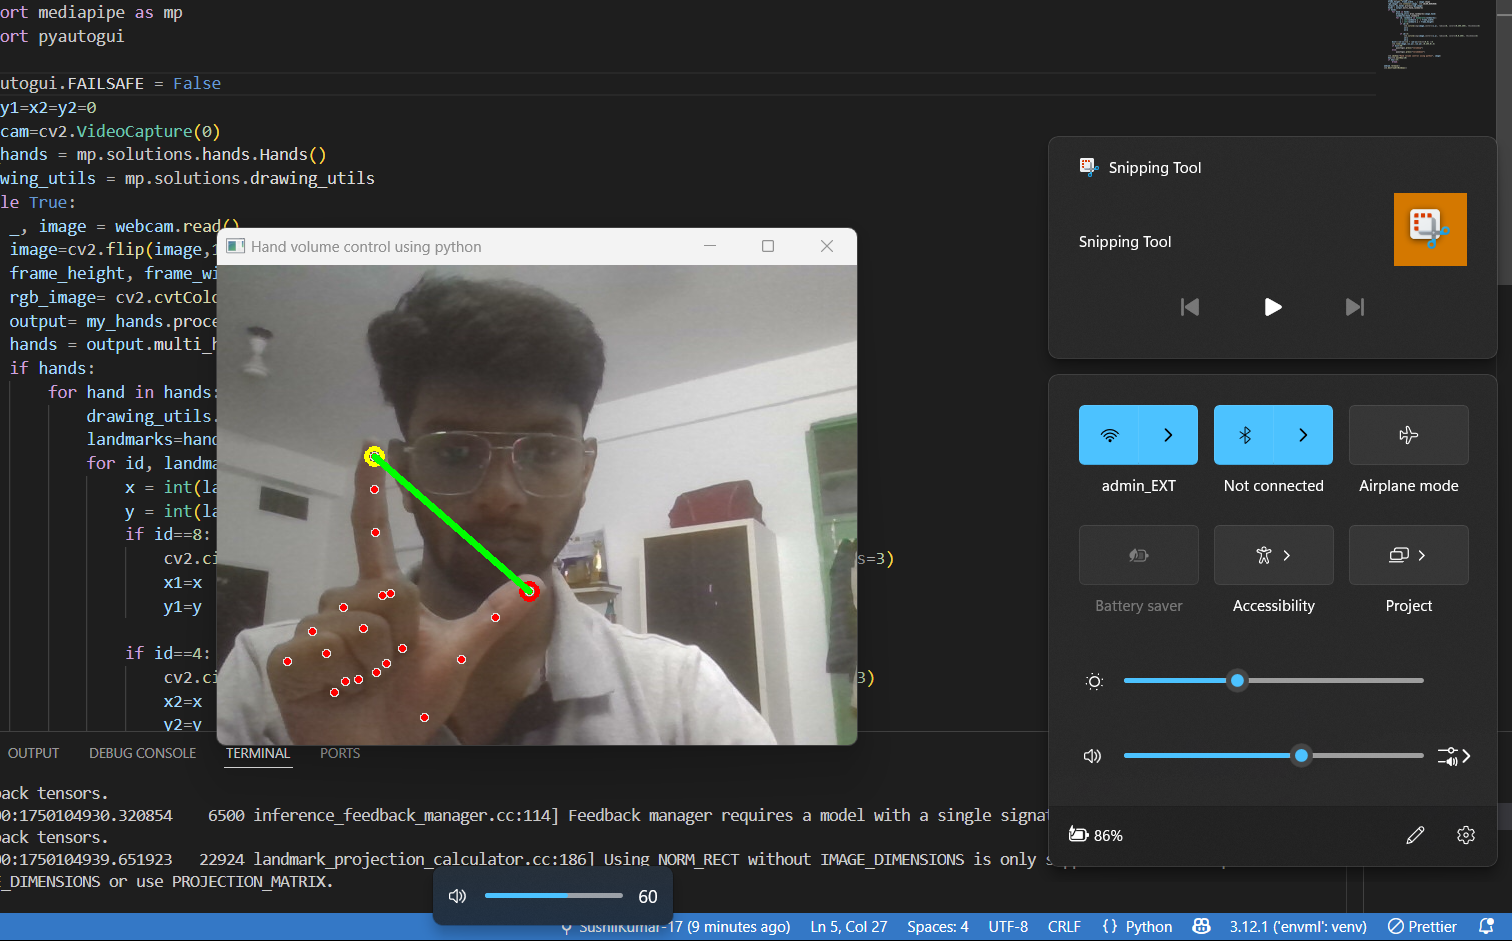 ort mediapipe as mp
ort pyautogui
utogui.FAILSAFE = False
y1=x2=y2=0
cam=cv2.VideoCapture(0)
hands = mp.solutions.hands.Hands()
wing_utils = mp.solutions.drawing_utils
le True:
_, image = webcam.read()
image=cv2.flip(image,
frame_height, frame_wi
rgb_image= cv2.cvtColo
output= my_hands.proce
hands = output.multi_h
if hands:
for hand in hands:
drawing_utils.
landmarks=hand
for id, landma
x = int(la
y = int(la
if id==8:
cv2.ci s=3)
x1=x
y1=y
if id==4:
cv2.ci 3)
x2=x
y2=y
Hand volume control using python
OUTPUT DEBUG CONSOLE TERMINAL PORTS
ack tensors.
0:1750104930.320854 6500 inference_feedback_manager.cc:114] Feedback manager requires a model with a single signat
ack tensors.
0:1750104939.651923 22924 landmark_projection_calculator.cc:186] Using NORM_RECT without IMAGE_DIMENSIONS is only
E_DIMENSIONS or use PROJECTION_MATRIX.
60
SushilKumar-17 (9 minutes ago) Ln 5, Col 27 Spaces: 4 UTF-8 CRLF {} Python 3.12.1 ('envml': venv) Prettier
Snipping Tool
Snipping Tool
admin_EXT Not connected Airplane mode
Battery saver Accessibility Project
86%